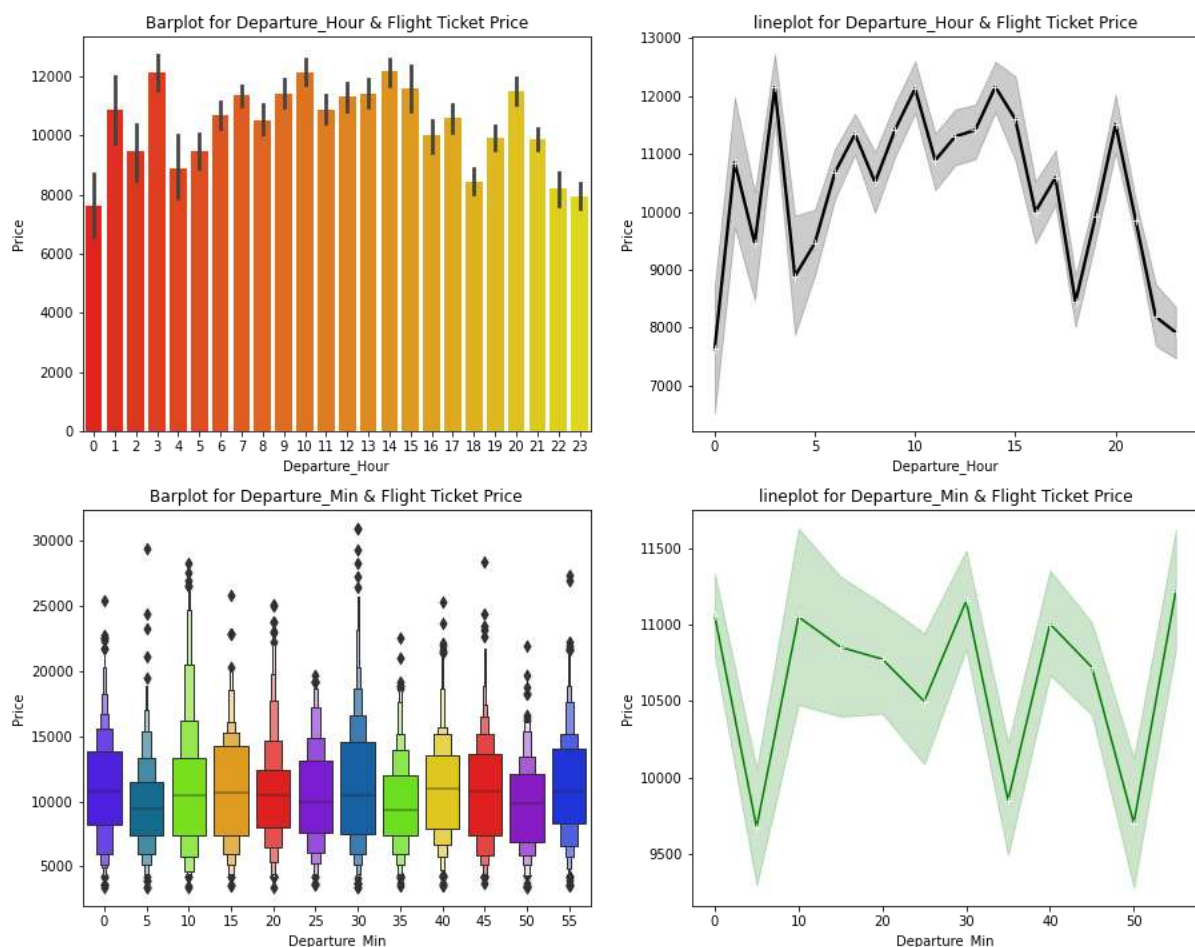 Barplot for Departure_Hour & Flight Ticket Price
12000
10000
8000
6000
4000
2000
0
Price
0 1 2 3 4 5 6 7 8 9 10 11 12 13 14 15 16 17 18 19 20 21 22 23
Departure_Hour
lineplot for Departure_Hour & Flight Ticket Price
13000
12000
11000
10000
9000
8000
7000
Price
0 5 10 15 20
Departure_Hour
Barplot for Departure_Min & Flight Ticket Price
30000
25000
20000
15000
10000
5000
Price
0 5 10 15 20 25 30 35 40 45 50 55
Departure_Min
lineplot for Departure_Min & Flight Ticket Price
11500
11000
10500
10000
9500
Price
0 10 20 30 40 50
Departure_Min